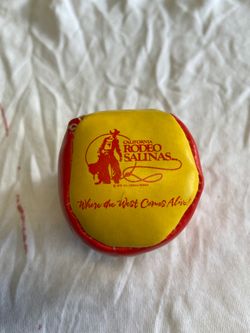 CALIFORNIA
RODEO
SALINAS
Where the West Comes Alive!